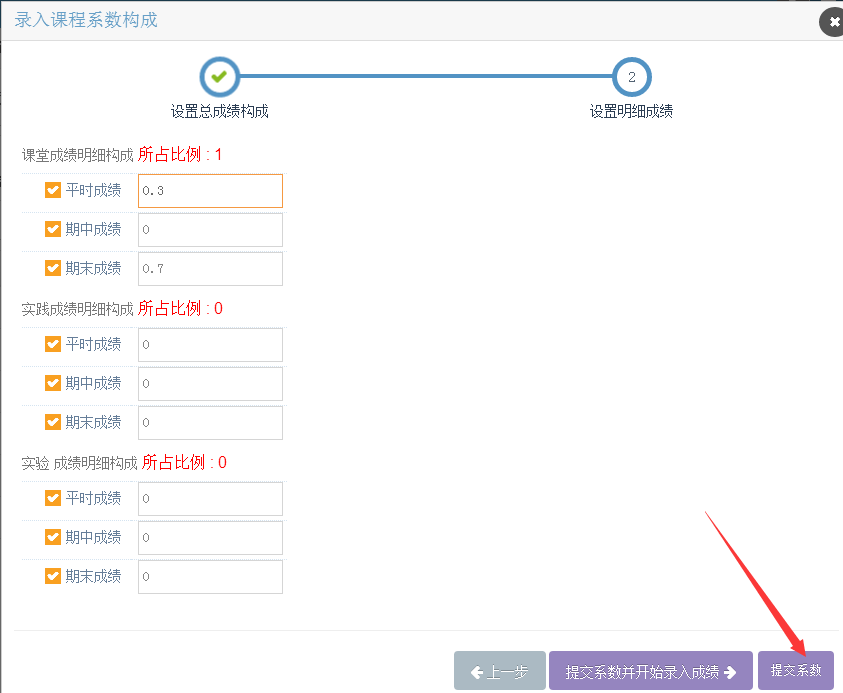 录入课程系数构成
2
设置总成绩构成 设置明细成绩
课堂成绩明细构成 所占比例 : 1
平时成绩 0.3
期中成绩 0
期末成绩 0.7
实践成绩明细构成 所占比例 : 0
平时成绩 0
期中成绩 0
期末成绩 0
实验 成绩明细构成 所占比例 : 0
平时成绩 0
期中成绩 0
期末成绩 0
上一步 提交系数并开始录入成绩 提交系数